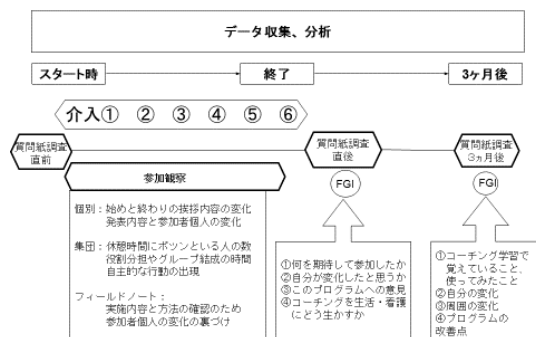 データ収集、分析
スタート時
終了
3ヶ月後
介入① ② ③ ④ ⑤ ⑥
質問紙調査
直前
質問紙調査
直後
質問紙調査
3ヵ月後
参加観察
FGI
FGI
個別：始めと終わりの挨拶内容の変化
発表内容と参加者個人の変化
集団：休憩時間にポツンといる人の数
役割分担やグループ結成の時間
自主的な行動の出現
フィールドノート：
実施内容と方法の確認のため
参加者個人の変化の裏づけ
①何を期待して参加したか
②自分が変化したと思うか
③このプログラムへの意見
④コーチングを生活・看護
にどう生かすか
①コーチング学習で
覚えていること、
使ってみたこと
②自分の変化
③周囲の変化
④プログラムの
改善点